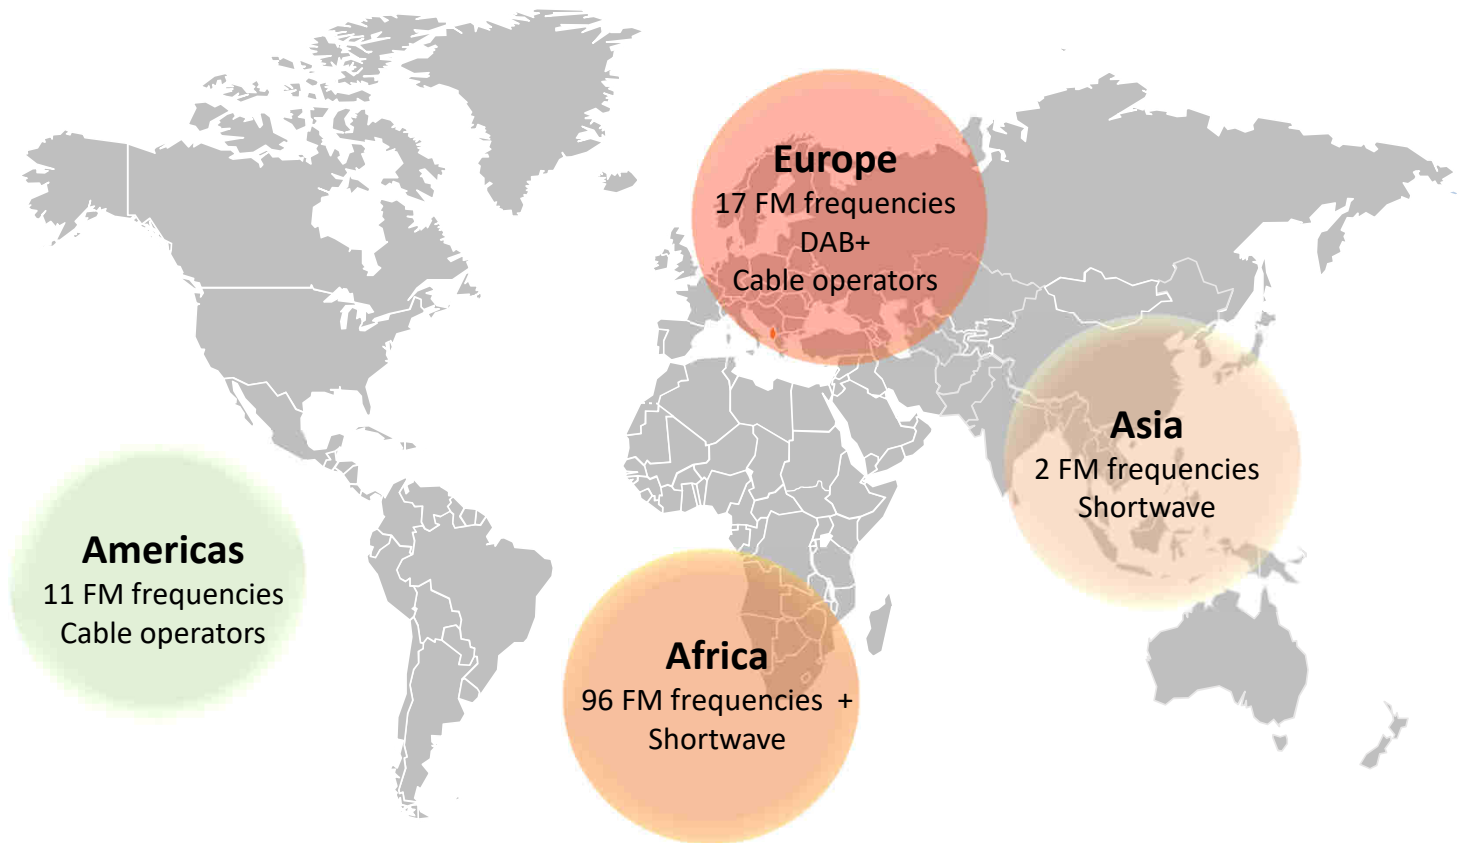 Europe
17 FM frequencies
DAB+
Cable operators
Asia
2 FM frequencies
Shortwave
Americas
11 FM frequencies
Cable operators
Africa
96 FM frequencies +
Shortwave